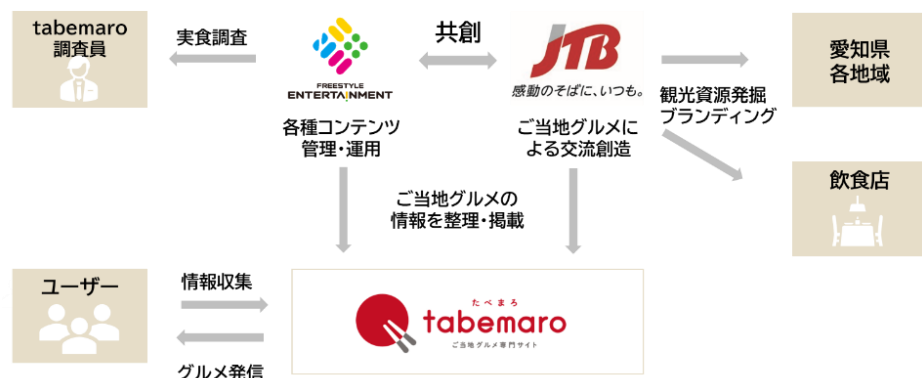 tabemaro
調査員
実食調査
FREESTYLE
ENTERTAINMENT
各種コンテンツ
管理・運用
共創
JTB
感動のそばに、いつも。
ご当地グルメに
よる交流創造
観光資源発掘
ブランディング
愛知県
各地域
飲食店
ご当地グルメの
情報を整理・掲載
ユーザー
情報収集
グルメ発信
たべまろ
tabemaro
ご当地グルメ専門サイト